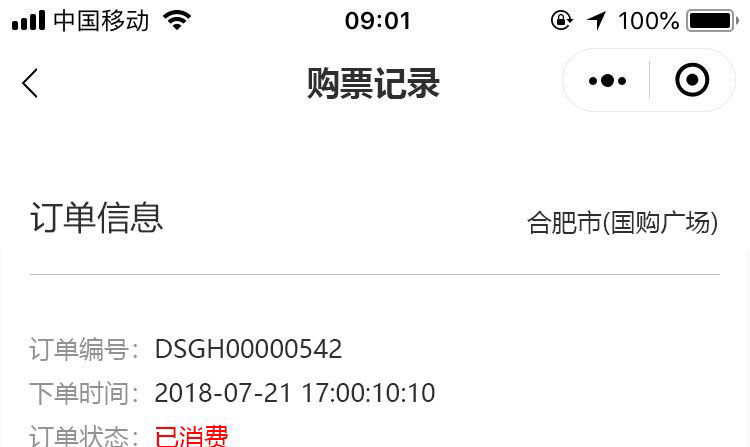 中国移动 09:01 100%
购票记录
订单信息 合肥市(国购广场)
订单编号：DSGH00000542
下单时间：2018-07-21 17:00:10:10
订单状态：已消费